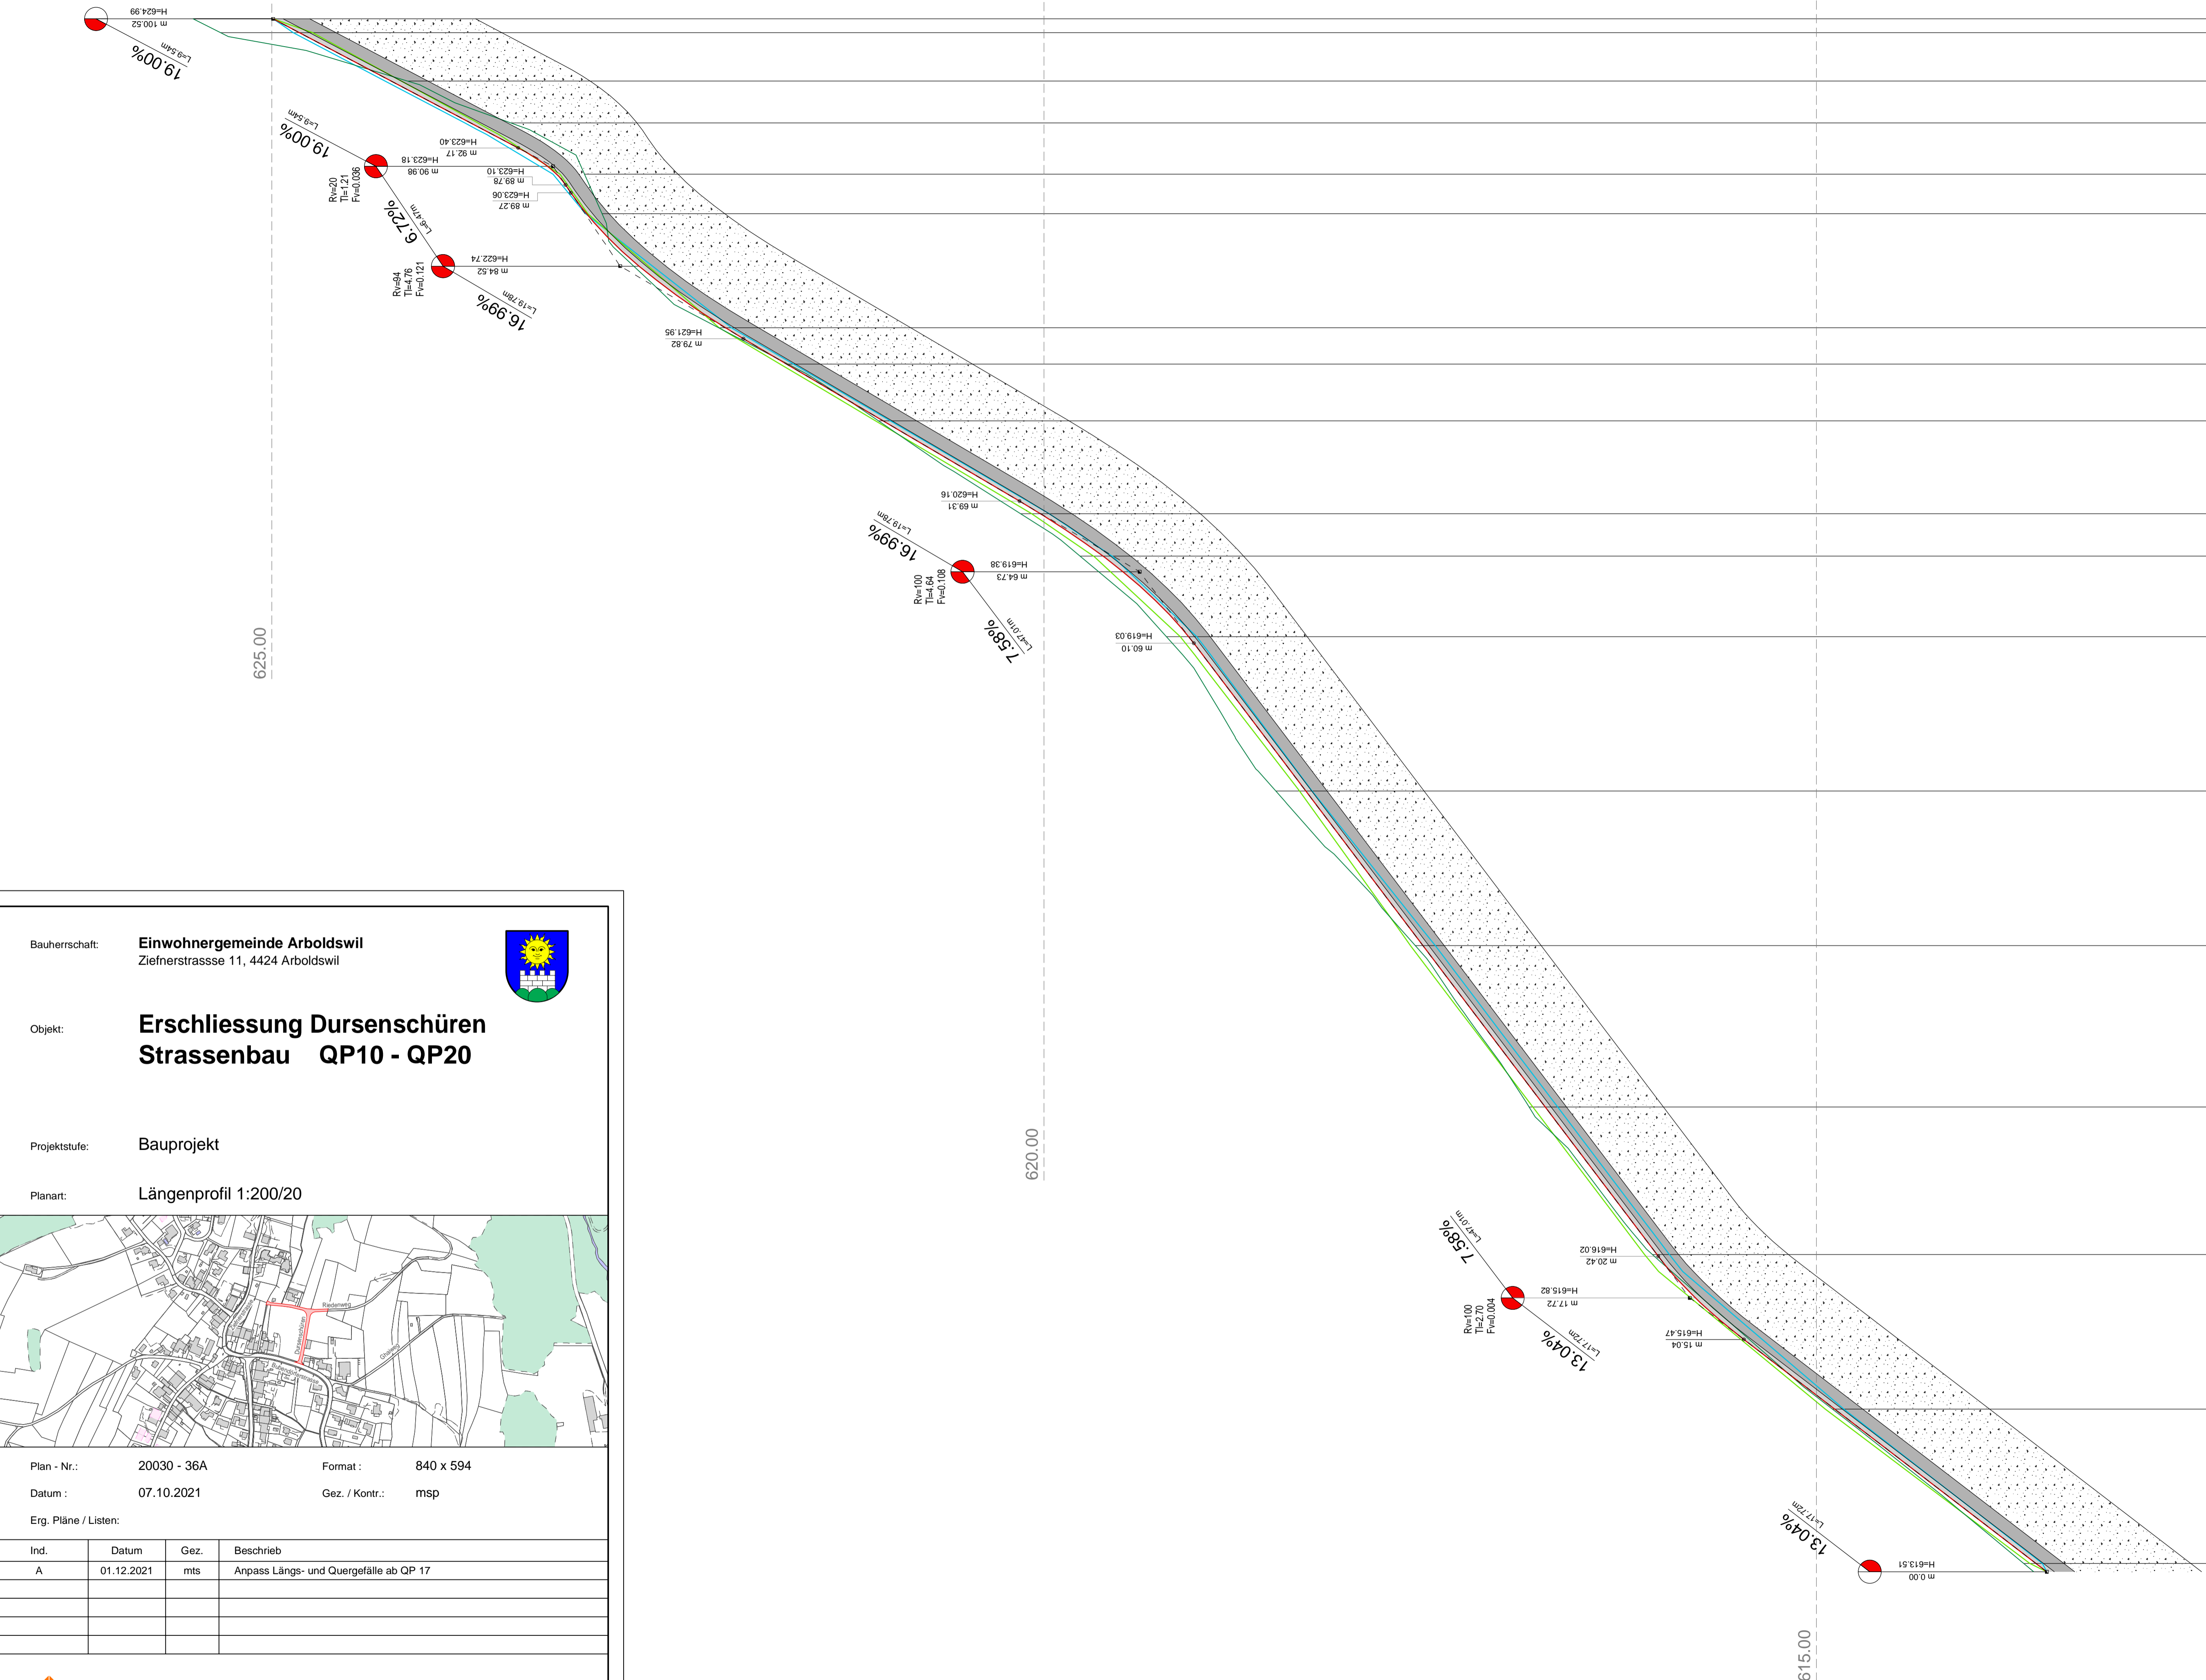 H=624.99
100.52 m
L=9.54m
19.00%
L=9.54m
19.00%
H=623.40
92.17 m
H=623.18
90.98 m
Rv=20
Tl=1.21
Fv=0.036
H=623.10
89.78 m
H=623.06
89.27 m
L=6.47m
6.72%
H=622.74
84.52 m
Rv=94
Tl=4.76
Fv=0.121
L=19.78m
16.99%
H=621.95
79.82 m
H=620.16
69.31 m
L=19.78m
16.99%
H=619.38
64.73 m
Rv=100
Tl=4.64
Fv=0.108
L=47.01m
7.58%
H=619.03
60.10 m
625.00
620.00
615.00
L=47.01m
7.58%
H=616.02
20.42 m
H=615.82
17.72 m
Rv=100
Tl=2.70
Fv=0.004
L=17.72m
13.04%
H=615.47
15.04 m
L=17.72m
13.04%
H=613.51
0.00 m
Bauherrschaft: Einwohnergemeinde Arboldswil
Ziefnerstrassse 11, 4424 Arboldswil
Objekt: Erschliessung Dursenschüren
Strassenbau QP10 - QP20
Projektstufe: Bauprojekt
Planart: Längenprofil 1:200/20
Riedenweg
Dursenschüren
Bubendörferstrasse
Plan - Nr.: 20030 - 36A Format : 840 x 594
Datum : 07.10.2021 Gez. / Kontr.: msp
Erg. Pläne / Listen:
Ind. Datum Gez. Beschrieb
A 01.12.2021 mts Anpass Längs- und Quergefälle ab QP 17